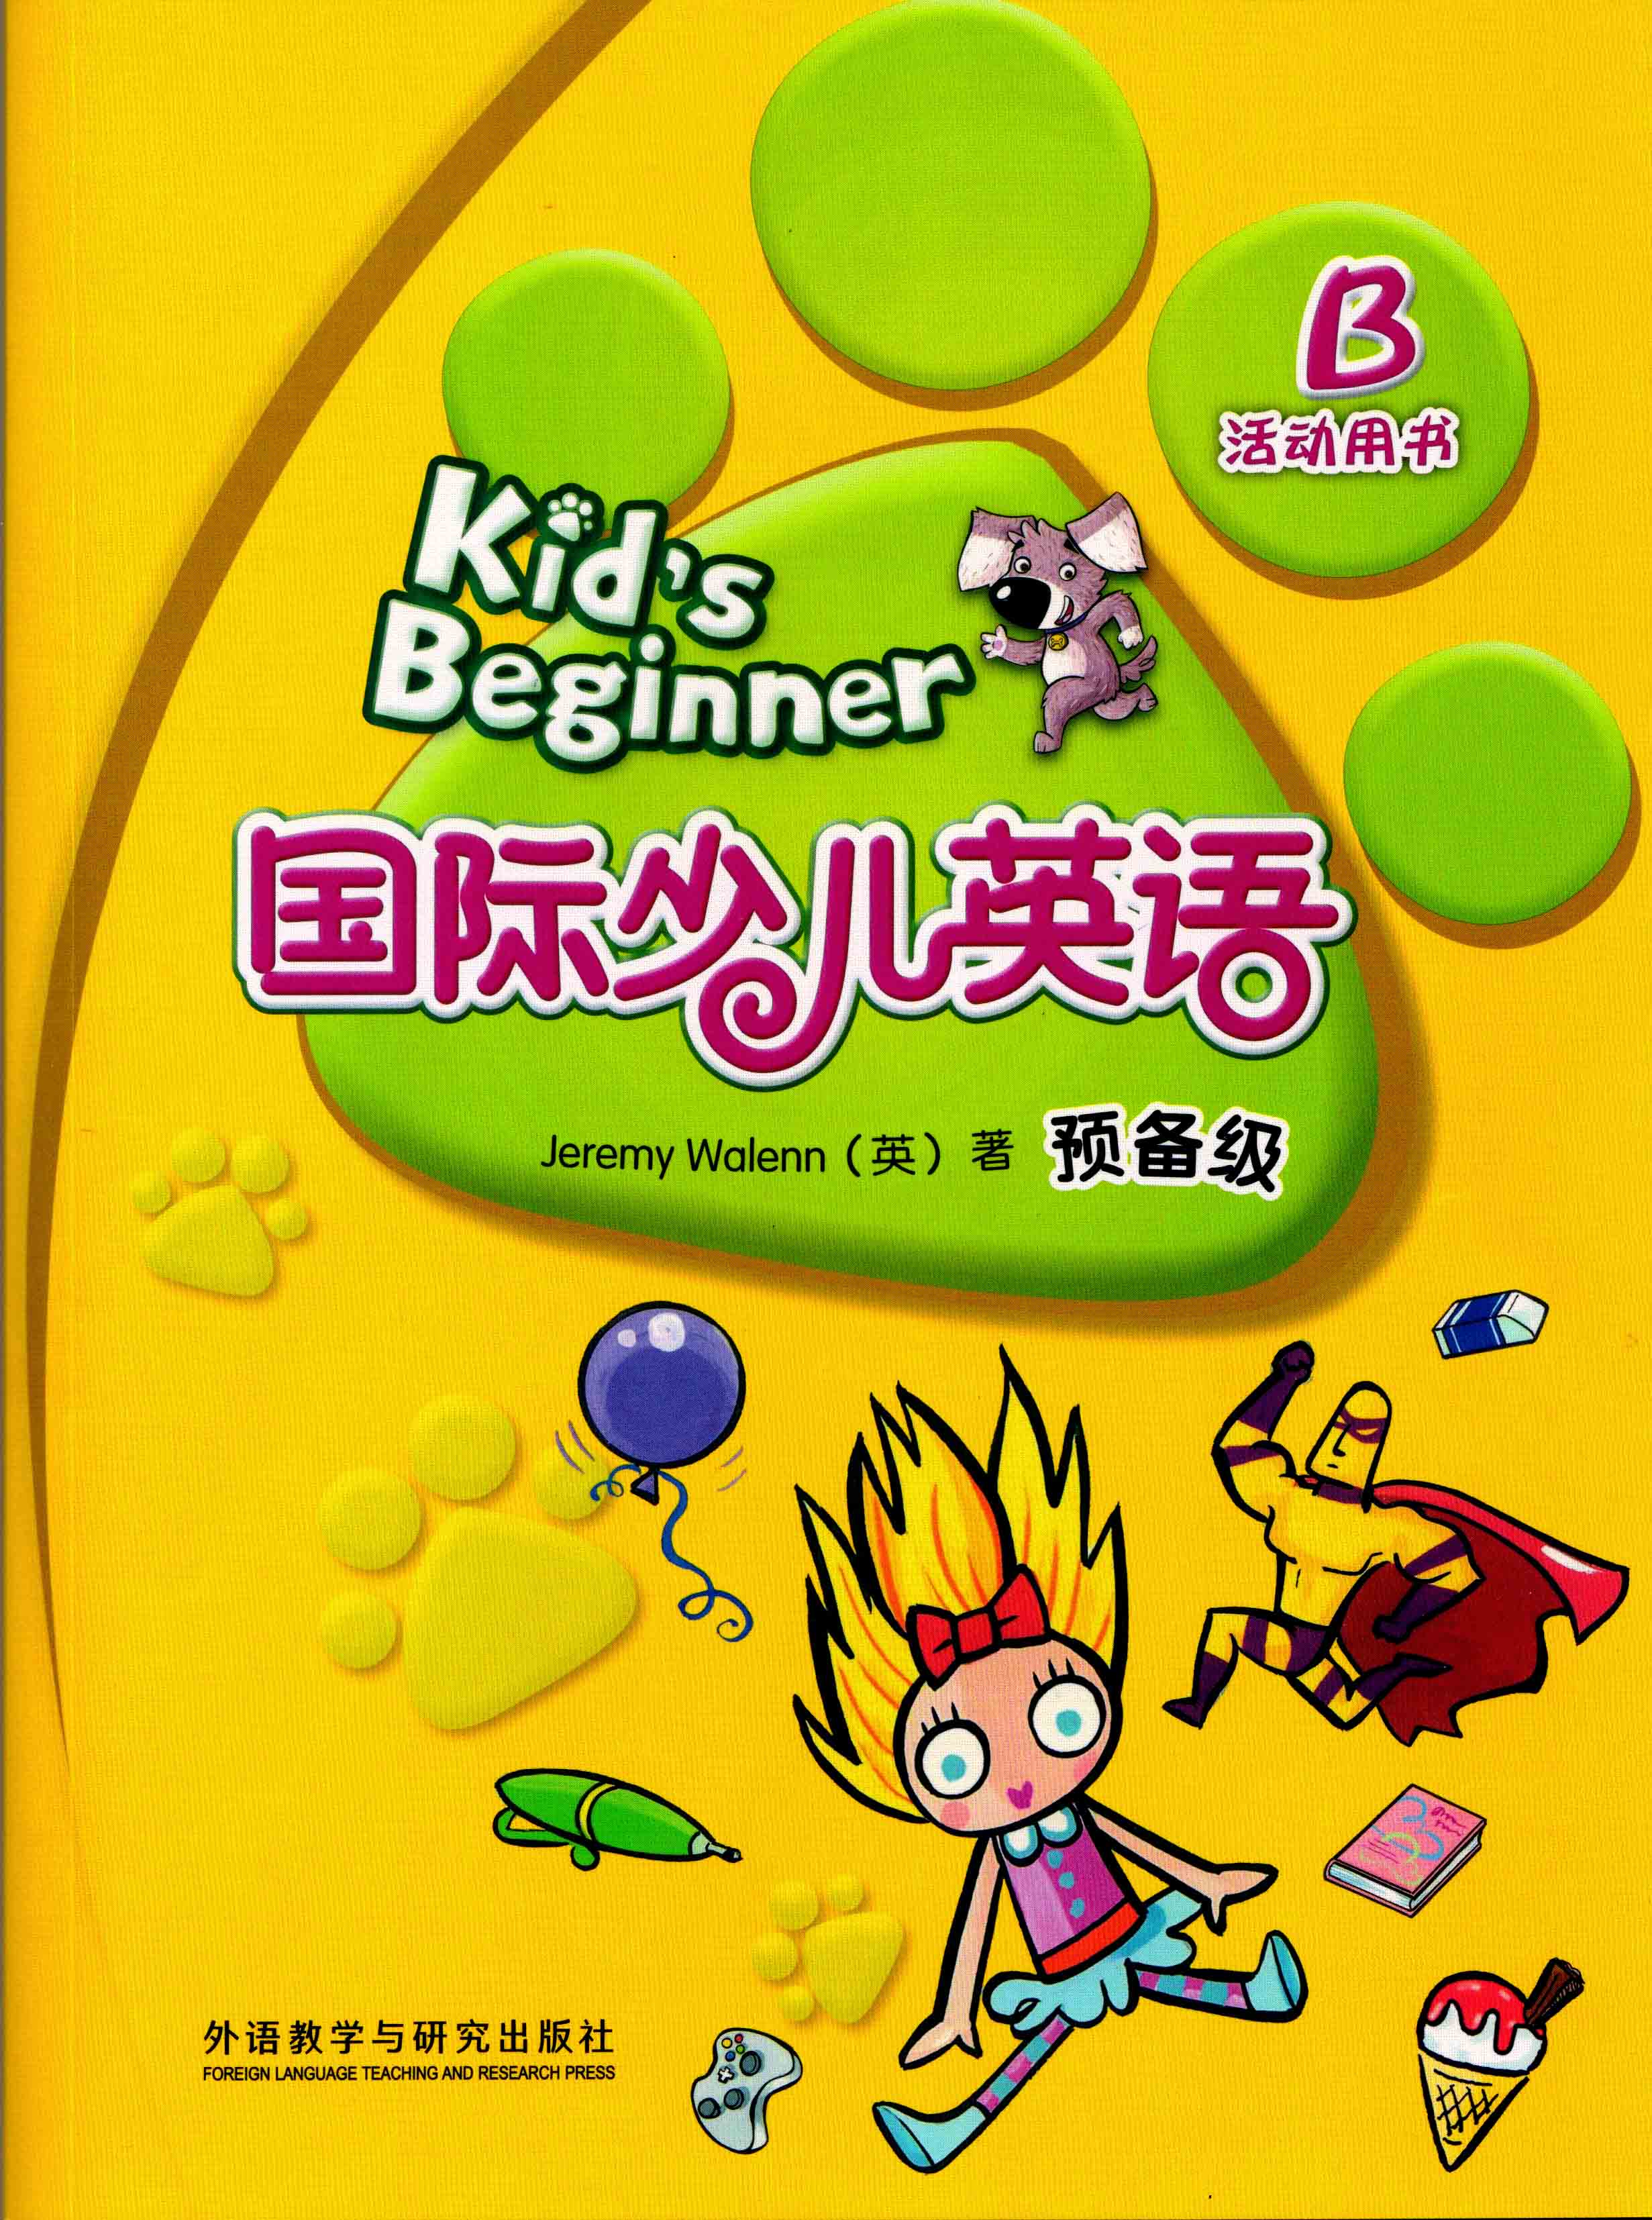 B
活动用书
Kid's
Beginner
国际少儿英语
Jeremy Walenn（英）著 预备级
外语教学与研究出版社
FOREIGN LANGUAGE TEACHING AND RESEARCH PRESS